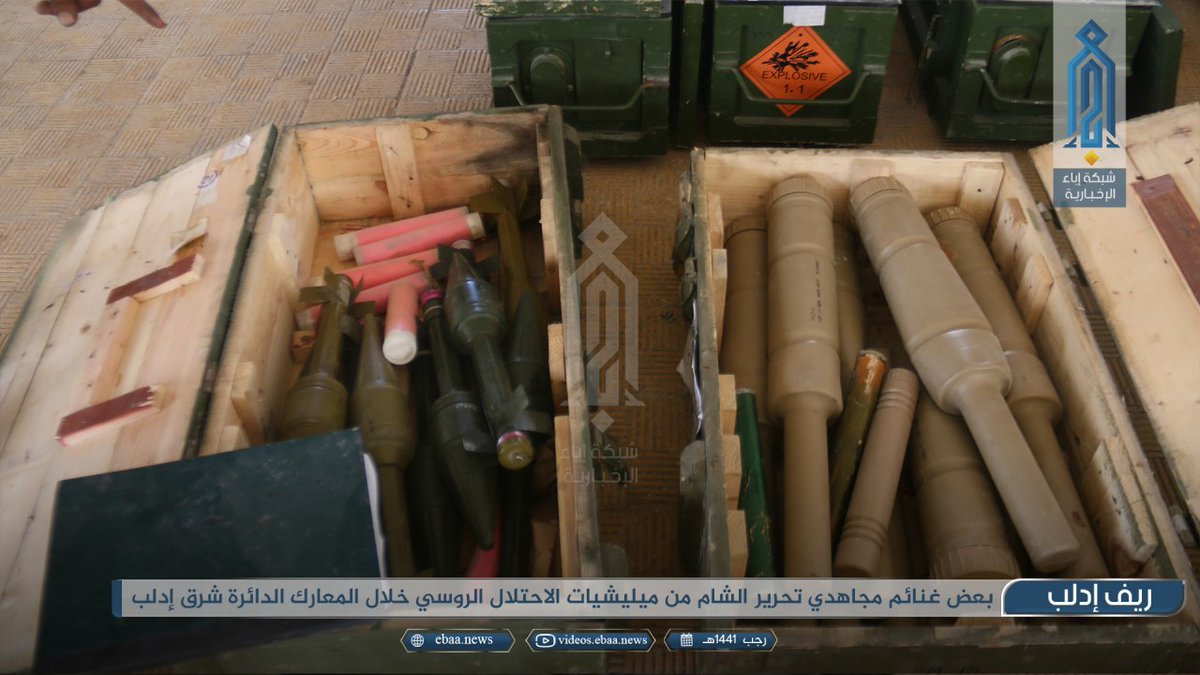 EXPLOSIVE
1.1
شبكة إباء
الإخبارية
شبكة إباء
الإخبارية
ريف إدلب
بعض غنائم مجاهدي تحرير الشام من ميليشيات الاحتلال الروسي خلال المعارك الدائرة شرق إدلب
ebaa.news
videos.ebaa.news
رجب 1441هـ